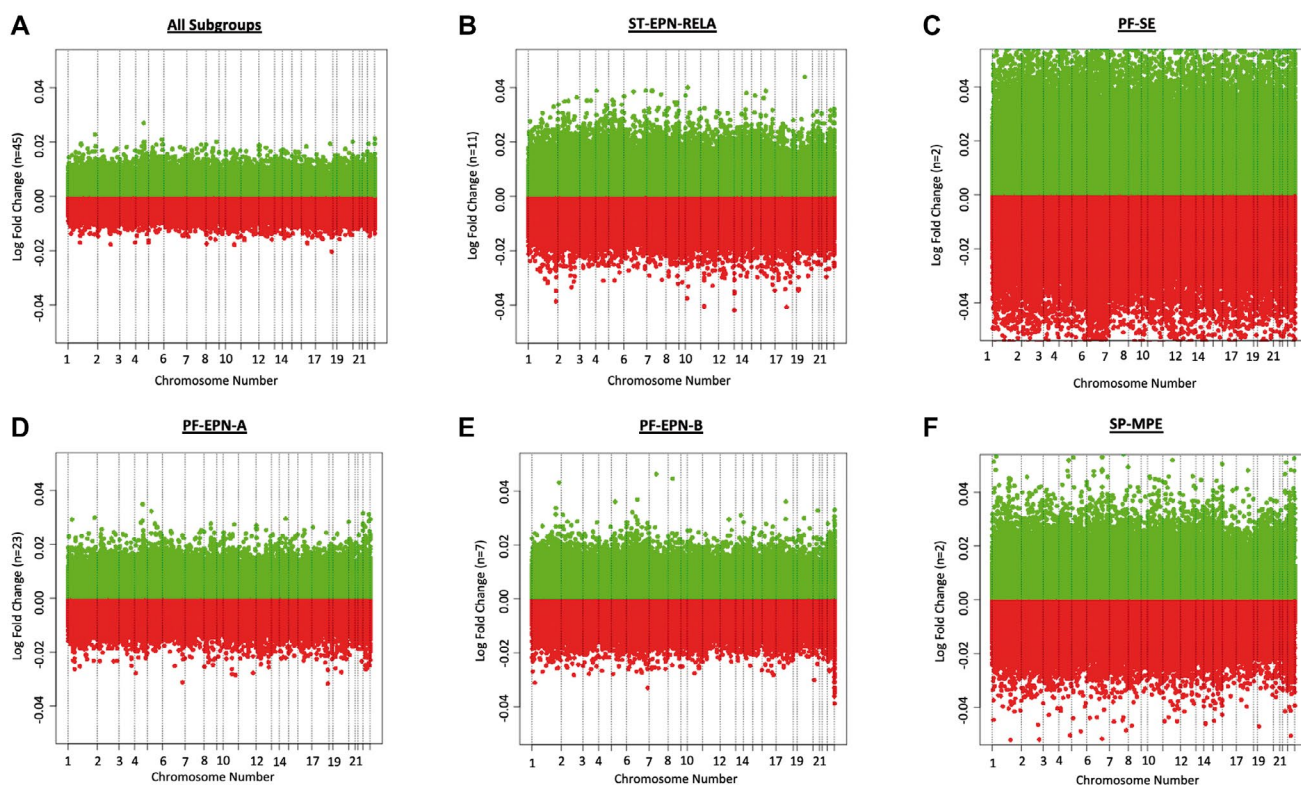 A
All Subgroups
Log Fold Change (n=45)
0.04
0.02
0.00
-0.02
-0.04
1 2 3 4 5 6 7 8 9 10 12 14 17 19 21
Chromosome Number
B
ST-EPN-RELA
Log Fold Change (n=11)
0.04
0.02
0.00
-0.02
-0.04
1 2 3 4 6 7 8 10 12 14 17 19 21
Chromosome Number
C
PF-SE
Log Fold Change (n=2)
0.04
0.02
0.00
-0.02
-0.04
1 2 3 4 6 7 8 9 12 14 17 21
Chromosome Number
D
PF-EPN-A
Log Fold Change (n=23)
0.04
0.02
0.00
-0.02
-0.04
1 2 3 4 5 6 7 8 9 10 12 14 17 19 21
Chromosome Number
E
PF-EPN-B
Log Fold Change (n=7)
0.04
0.02
0.00
-0.02
-0.04
1 2 3 4 6 7 8 10 12 14 17 19 21
Chromosome Number
F
SP-MPE
Log Fold Change (n=2)
0.04
0.02
0.00
-0.02
-0.04
1 2 3 4 5 6 7 8 9 10 12 14 17 19 21
Chromosome Number